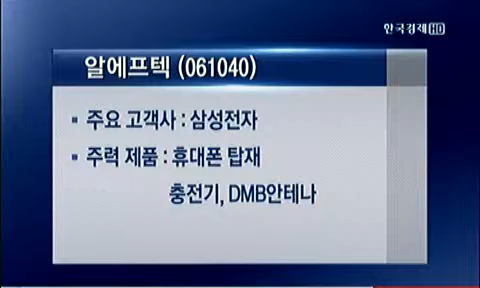 한국경제HD
알에프텍 (061040)
▪ 주요 고객사 : 삼성전자
▪ 주력 제품 : 휴대폰 탑재
충전기, DMB안테나